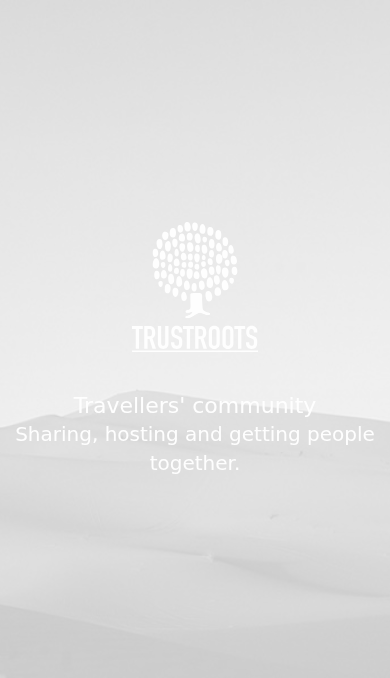 TRUSTROOTS
Travellers' community
Sharing, hosting and getting people
together.